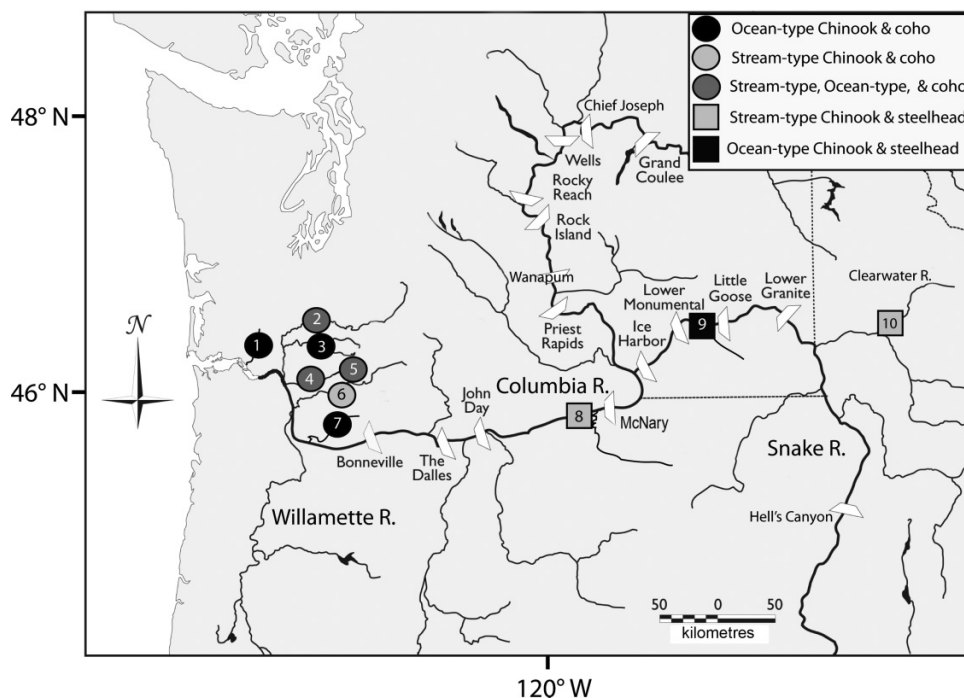 Ocean-type Chinook & coho
Stream-type Chinook & coho
Stream-type, Ocean-type, & coho
Stream-type Chinook & steelhead
Ocean-type Chinook & steelhead
48° N
46° N
120° W
N
Chief Joseph
Wells
Grand
Coulee
Rocky
Reach
Rock
Island
Wanapum
Priest
Rapids
Lower
Monumental
Little
Goose
Lower
Granite
Ice
Harbor
Clearwater R.
Columbia R.
John
Day
McNary
Bonneville
The
Dalles
Snake R.
Hell's Canyon
Willamette R.
1
2
3
4
5
6
7
8
9
10
50 0 50
kilometres